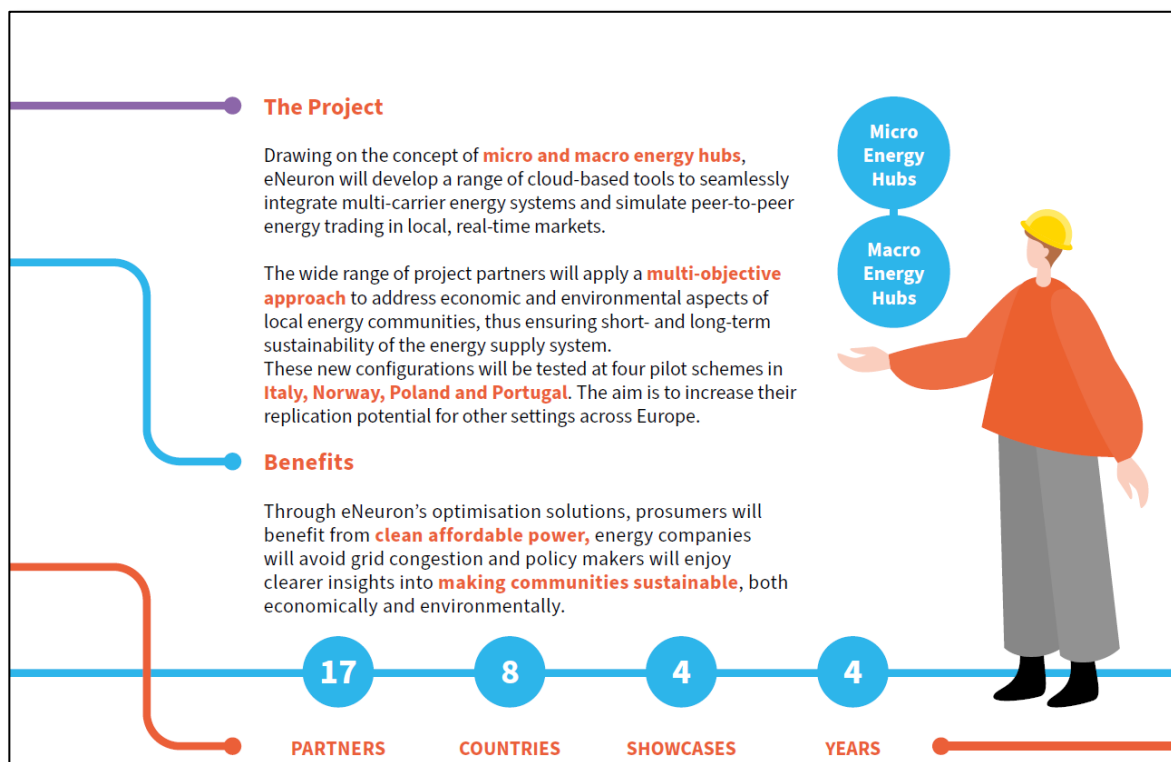 The Project
Drawing on the concept of micro and macro energy hubs,
eNeuron will develop a range of cloud-based tools to seamlessly
integrate multi-carrier energy systems and simulate peer-to-peer
energy trading in local, real-time markets.
The wide range of project partners will apply a multi-objective
approach to address economic and environmental aspects of
local energy communities, thus ensuring short- and long-term
sustainability of the energy supply system.
These new configurations will be tested at four pilot schemes in
Italy, Norway, Poland and Portugal. The aim is to increase their
replication potential for other settings across Europe.
Micro
Energy
Hubs
Macro
Energy
Hubs
Benefits
Through eNeuron’s optimisation solutions, prosumers will
benefit from clean affordable power, energy companies
will avoid grid congestion and policy makers will enjoy
clearer insights into making communities sustainable, both
economically and environmentally.
17 8 4 4
PARTNERS COUNTRIES SHOWCASES YEARS